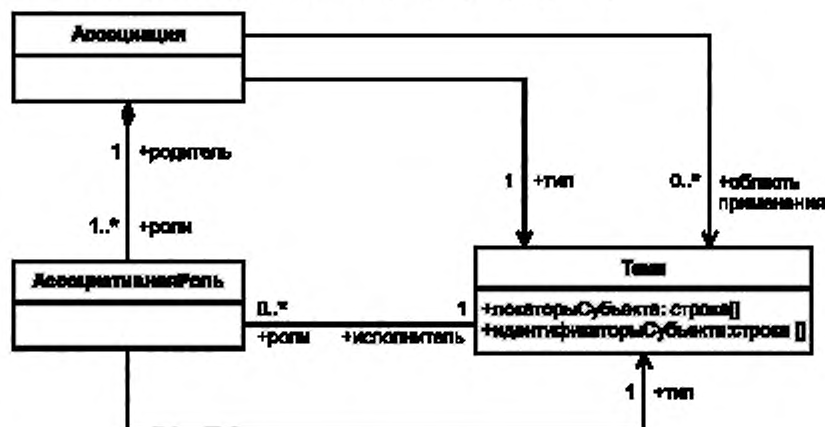 Ассоциация
1 +родитель
1 +тип
0..* +область
применения
1..* +роли
АссоциативнаяРоль
Тема
0..*
1
+локаторыСубъекта: строка[]
+идентификаторыСубъекта:строка []
+роли +исполнитель
1 +тип